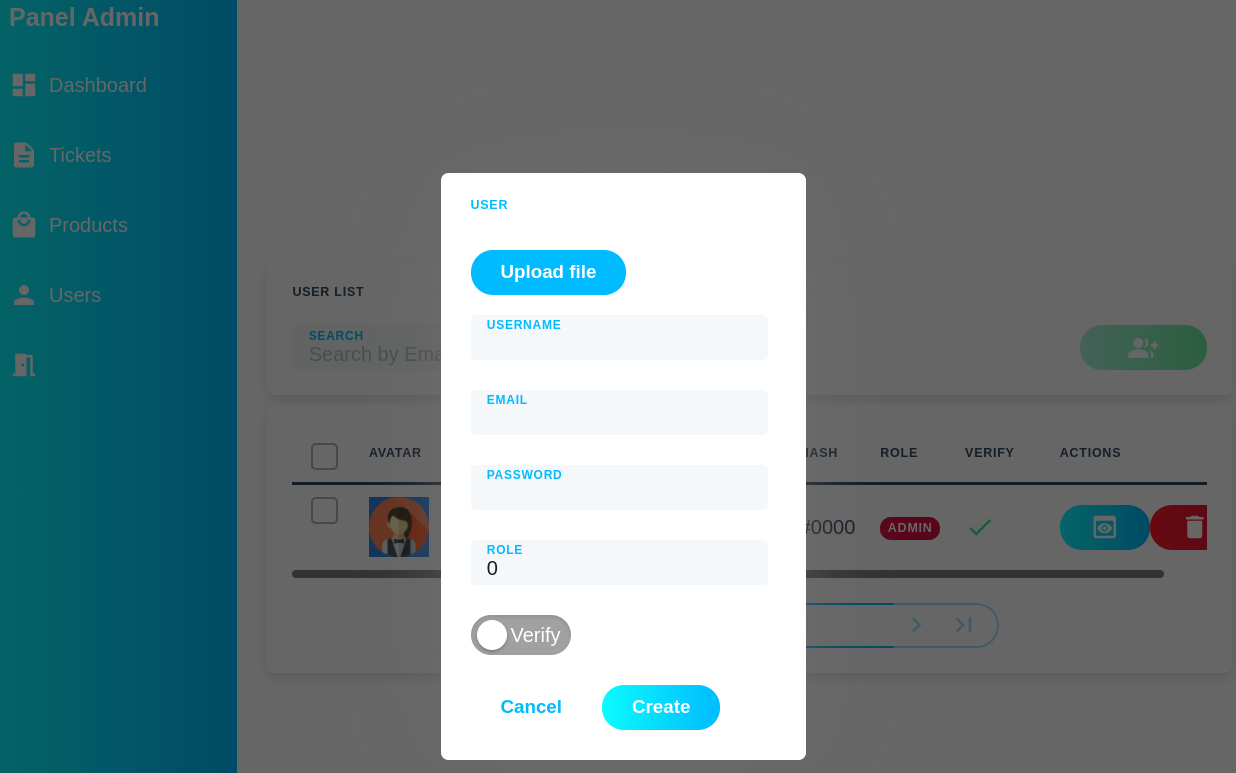 Panel Admin
Dashboard
Tickets
Products
Users
USER LIST
SEARCH
Search by Ema
AVATAR
ROLE
VERIFY
ACTIONS
#0000
ADMIN
USER
Upload file
USERNAME
EMAIL
PASSWORD
ROLE
0
Verify
Cancel
Create